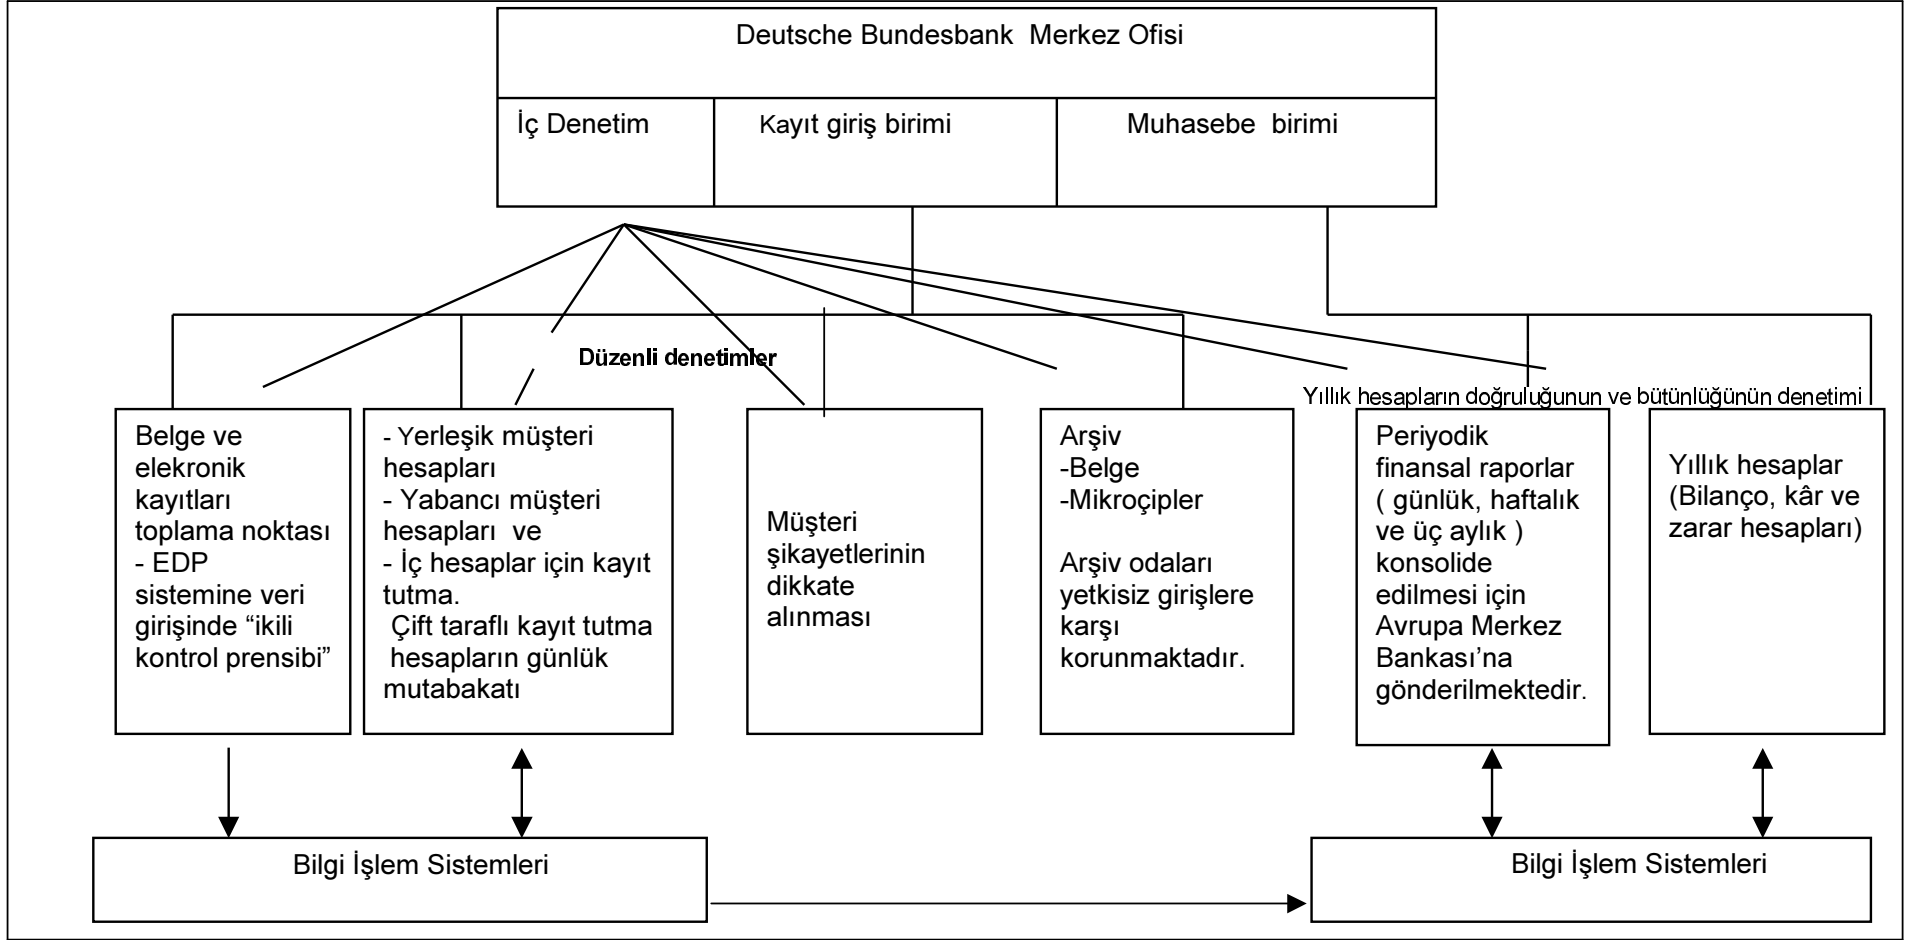 Deutsche Bundesbank Merkez Ofisi
İç Denetim
Kayıt giriş birimi
Muhasebe birimi
Düzenli denetimler
Yıllık hesapların doğruluğunun ve bütünlüğünün denetimi
Belge ve
elekronik
kayıtları
toplama noktası
- EDP
sistemine veri
girişinde “ikili
kontrol prensibi”
- Yerleşik müşteri
hesapları
- Yabancı müşteri
hesapları ve
- İç hesaplar için kayıt
tutma.
Çift taraflı kayıt tutma
hesapların günlük
mutabakatı
Müşteri
şikayetlerinin
dikkate
alınması
Arşiv
-Belge
-Mikroçipler
Arşiv odaları
yetkisiz girişlere
karşı
korunmaktadır.
Periyodik
finansal raporlar
( günlük, haftalık
ve üç aylık )
konsolide
edilmesi için
Avrupa Merkez
Bankası’na
gönderilmektedir.
Yıllık hesaplar
(Bilanço, kâr ve
zarar hesapları)
Bilgi İşlem Sistemleri
Bilgi İşlem Sistemleri